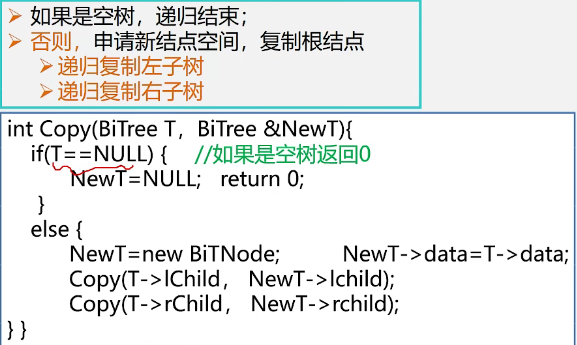 ➢ 如果是空树，递归结束；
➢ 否则，申请新结点空间，复制根结点
➢ 递归复制左子树
➢ 递归复制右子树
int Copy(BiTree T，BiTree &NewT){
if(T==NULL) { //如果是空树返回0
NewT=NULL; return 0;
}
else {
NewT=new BiTNode; NewT->data=T->data;
Copy(T->lChild， NewT->lchild);
Copy(T->rChild， NewT->rchild);
} }